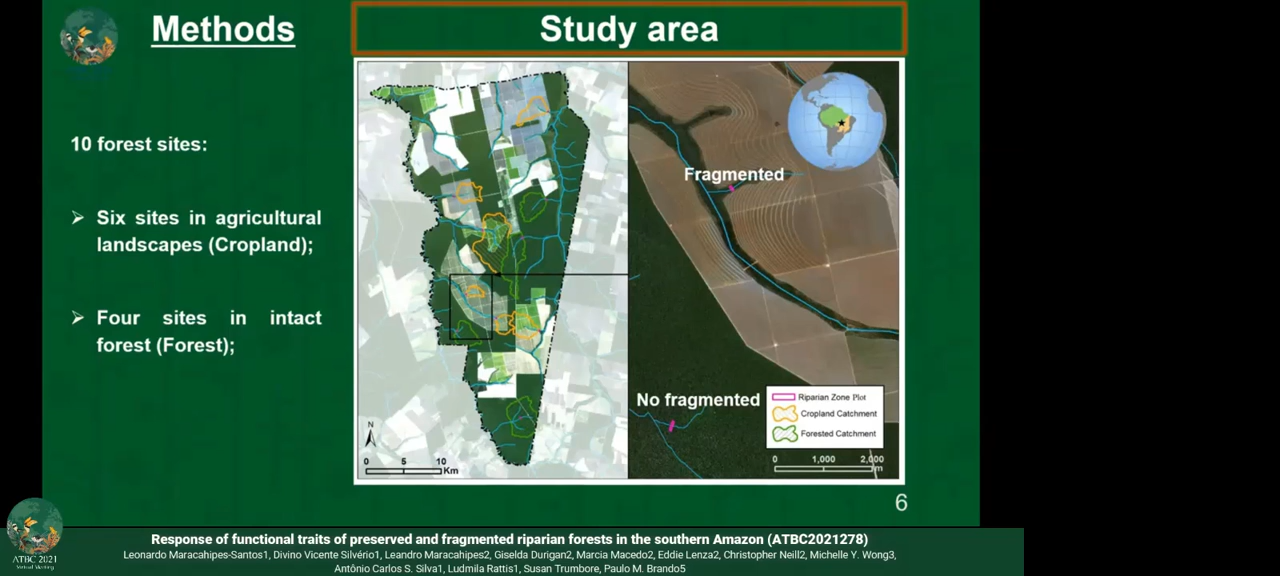 Methods
Study area
10 forest sites:
➢ Six sites in agricultural
landscapes (Cropland);
➢ Four sites in intact
forest (Forest);
Fragmented
No fragmented
Riparian Zone Plot
Cropland Catchment
Forested Catchment
N
0 5 10
Km
0 1,000 2,000
m
6
ATBC 2021
Virtual Meeting
Response of functional traits of preserved and fragmented riparian forests in the southern Amazon (ATBC2021278)
Leonardo Maracahipes-Santos1, Divino Vicente Silvério1, Leandro Maracahipes2, Giselda Durigan2, Marcia Macedo2, Eddie Lenza2, Christopher Neill2, Michelle Y. Wong3,
Antônio Carlos S. Silva1, Ludmila Rattis1, Susan Trumbore, Paulo M. Brando5